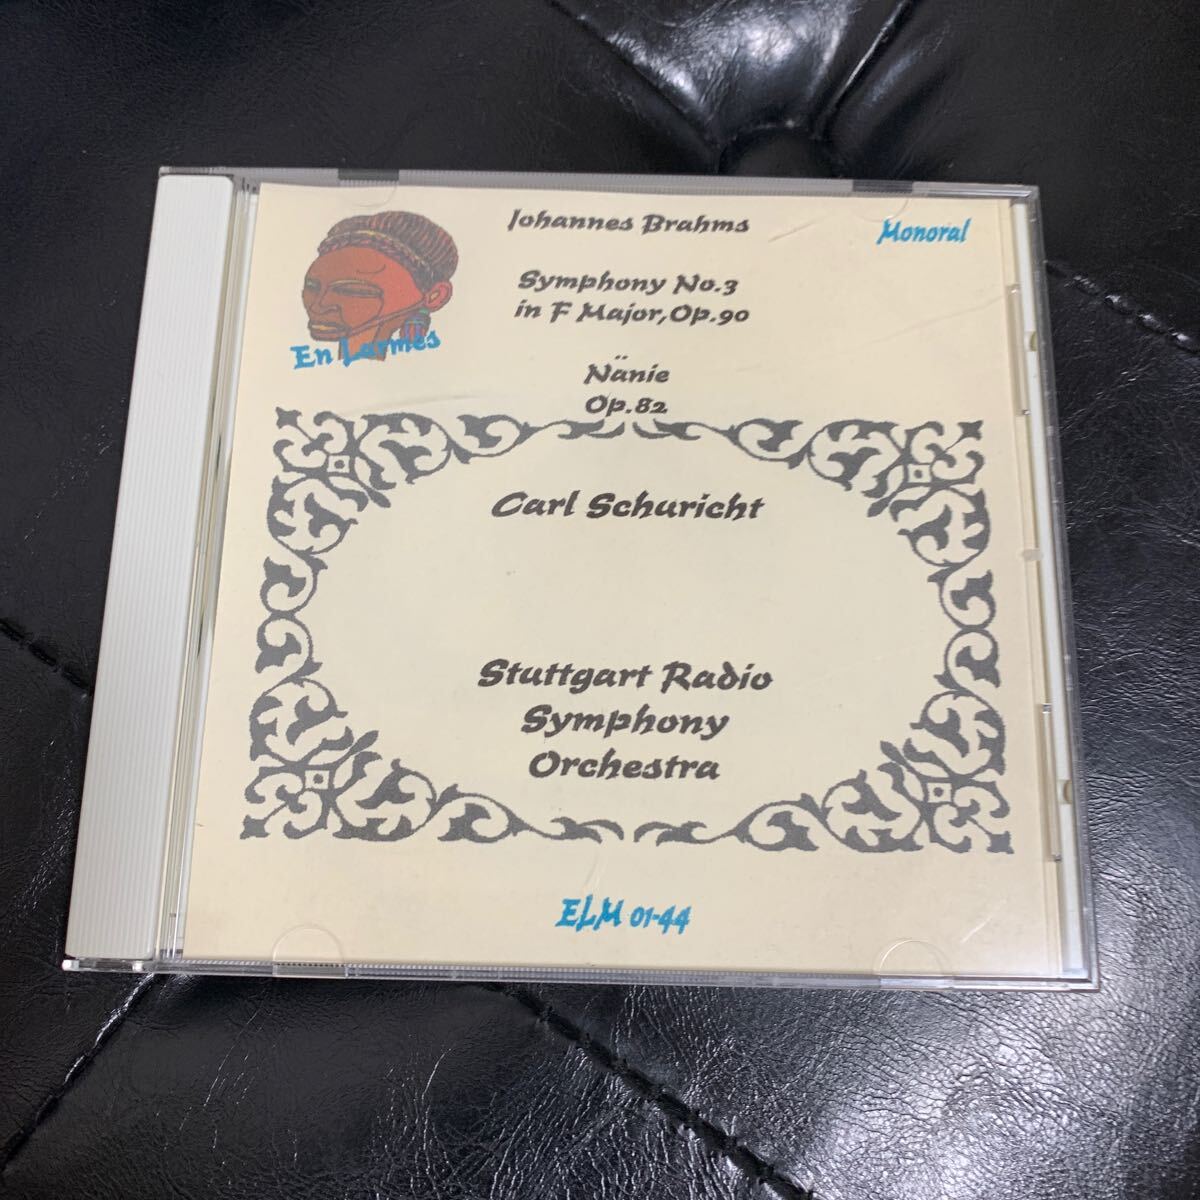 Johannes Brahms
Monoral
Symphony No.3
in F Major,Op.90
En Larmes
Nänie
Op.82
Carl Schuricht
Stuttgart Radio
Symphony
Orchestra
ELM 01-44